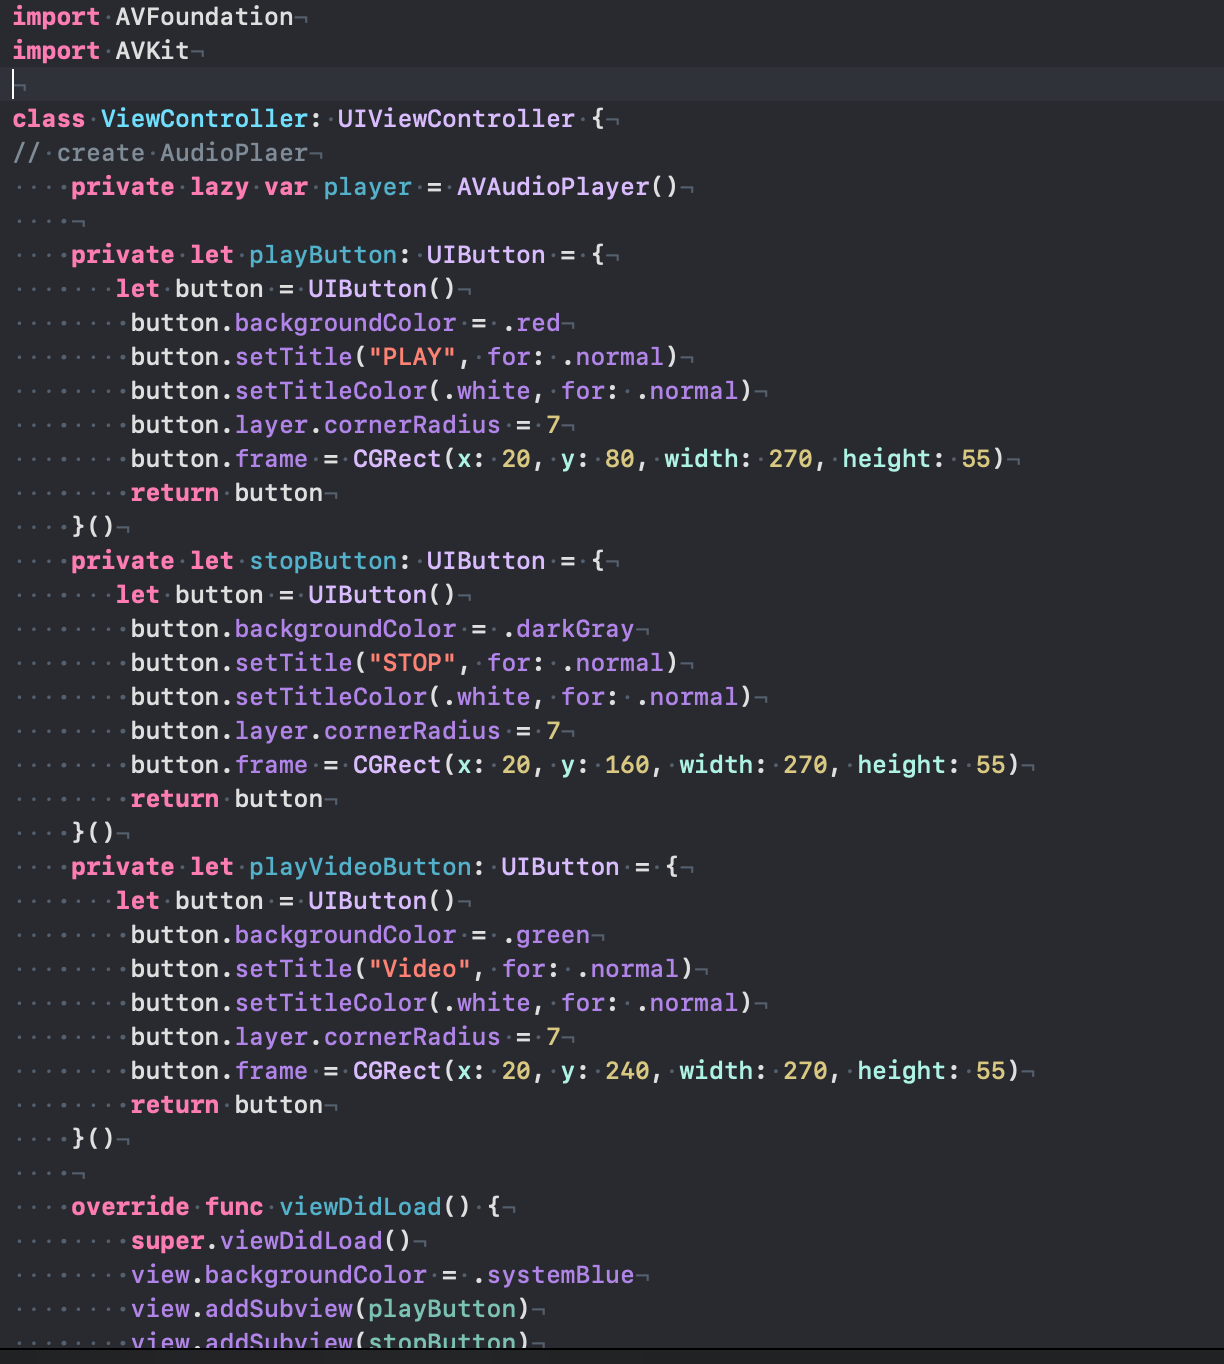 import AVFoundation
import AVKit
class ViewController: UIViewController {
// create AudioPlaer
private lazy var player = AVAudioPlayer()
private let playButton: UIButton = {
let button = UIButton()
button.backgroundColor = .red
button.setTitle("PLAY", for: .normal)
button.setTitleColor(.white, for: .normal)
button.layer.cornerRadius = 7
button.frame = CGRect(x: 20, y: 80, width: 270, height: 55)
return button
}()
private let stopButton: UIButton = {
let button = UIButton()
button.backgroundColor = .darkGray
button.setTitle("STOP", for: .normal)
button.setTitleColor(.white, for: .normal)
button.layer.cornerRadius = 7
button.frame = CGRect(x: 20, y: 160, width: 270, height: 55)
return button
}()
private let playVideoButton: UIButton = {
let button = UIButton()
button.backgroundColor = .green
button.setTitle("Video", for: .normal)
button.setTitleColor(.white, for: .normal)
button.layer.cornerRadius = 7
button.frame = CGRect(x: 20, y: 240, width: 270, height: 55)
return button
}()
override func viewDidLoad() {
super.viewDidLoad()
view.backgroundColor = .systemBlue
view.addSubview(playButton)
view.addSubview(stopButton)